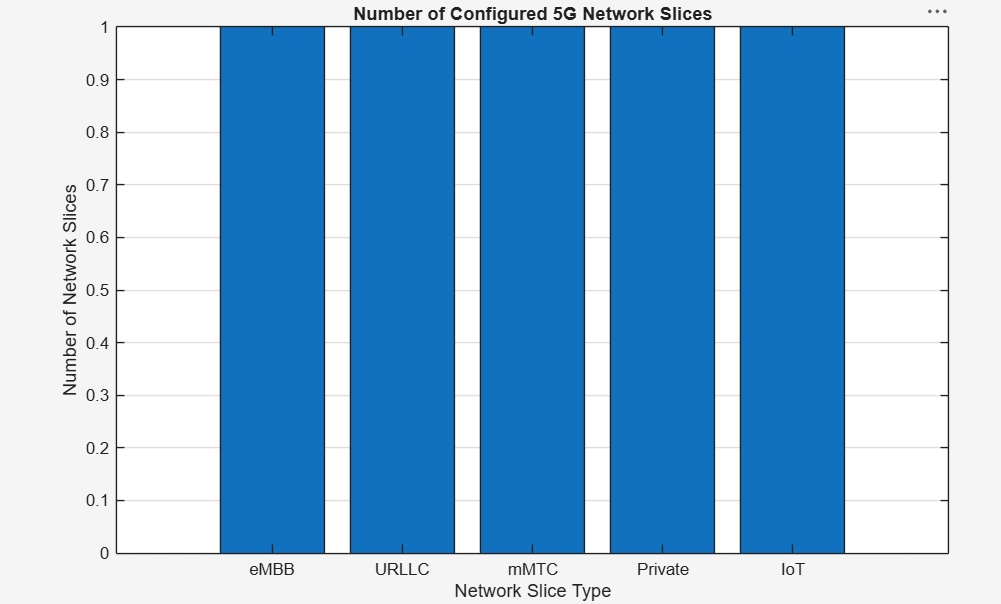 Number of Configured 5G Network Slices
Number of Network Slices
1
0.9
0.8
0.7
0.6
0.5
0.4
0.3
0.2
0.1
0
eMBB URLLC mMTC Private IoT
Network Slice Type